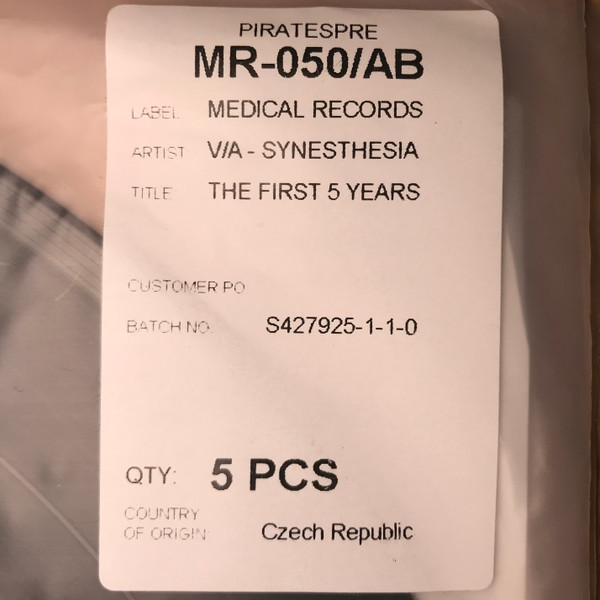 PIRATESPRE
MR-050/AB
LABEL MEDICAL RECORDS
ARTIST V/A - SYNESTHESIA
TITLE THE FIRST 5 YEARS
CUSTOMER PO
BATCH NO. S427925-1-1-0
QTY: 5 PCS
COUNTRY
OF ORIGIN: Czech Republic